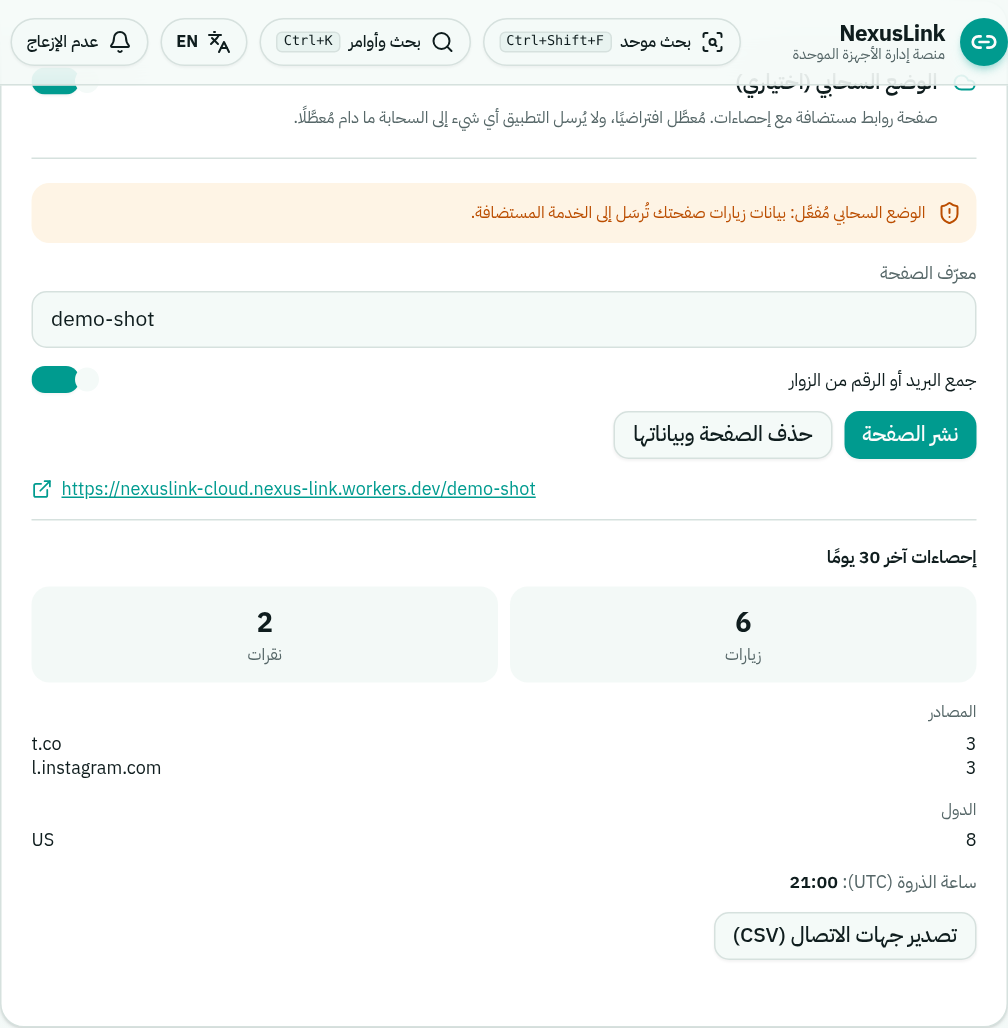 NexusLink
منصة إدارة الأجهزة الموحدة
بحث موحد Ctrl+Shift+F
بحث وأوامر Ctrl+K
EN
عدم الإزعاج
الوضع السحابي (اختياري)
صفحة روابط مستضافة مع إحصاءات. مُعطَّل افتراضيًا، ولا يُرسل التطبيق أي شيء إلى السحابة ما دام مُعطَّلًا.
الوضع السحابي مُفعَّل: بيانات زيارات صفحتك تُرسَل إلى الخدمة المستضافة.
معرّف الصفحة
demo-shot
جمع البريد أو الرقم من الزوار
نشر الصفحة
حذف الصفحة وبياناتها
https://nexuslink-cloud.nexus-link.workers.dev/demo-shot
إحصاءات آخر 30 يومًا
6
زيارات
2
نقرات
المصادر
3 t.co
3 l.instagram.com
الدول
8 US
ساعة الذروة (UTC): 21:00
تصدير جهات الاتصال (CSV)